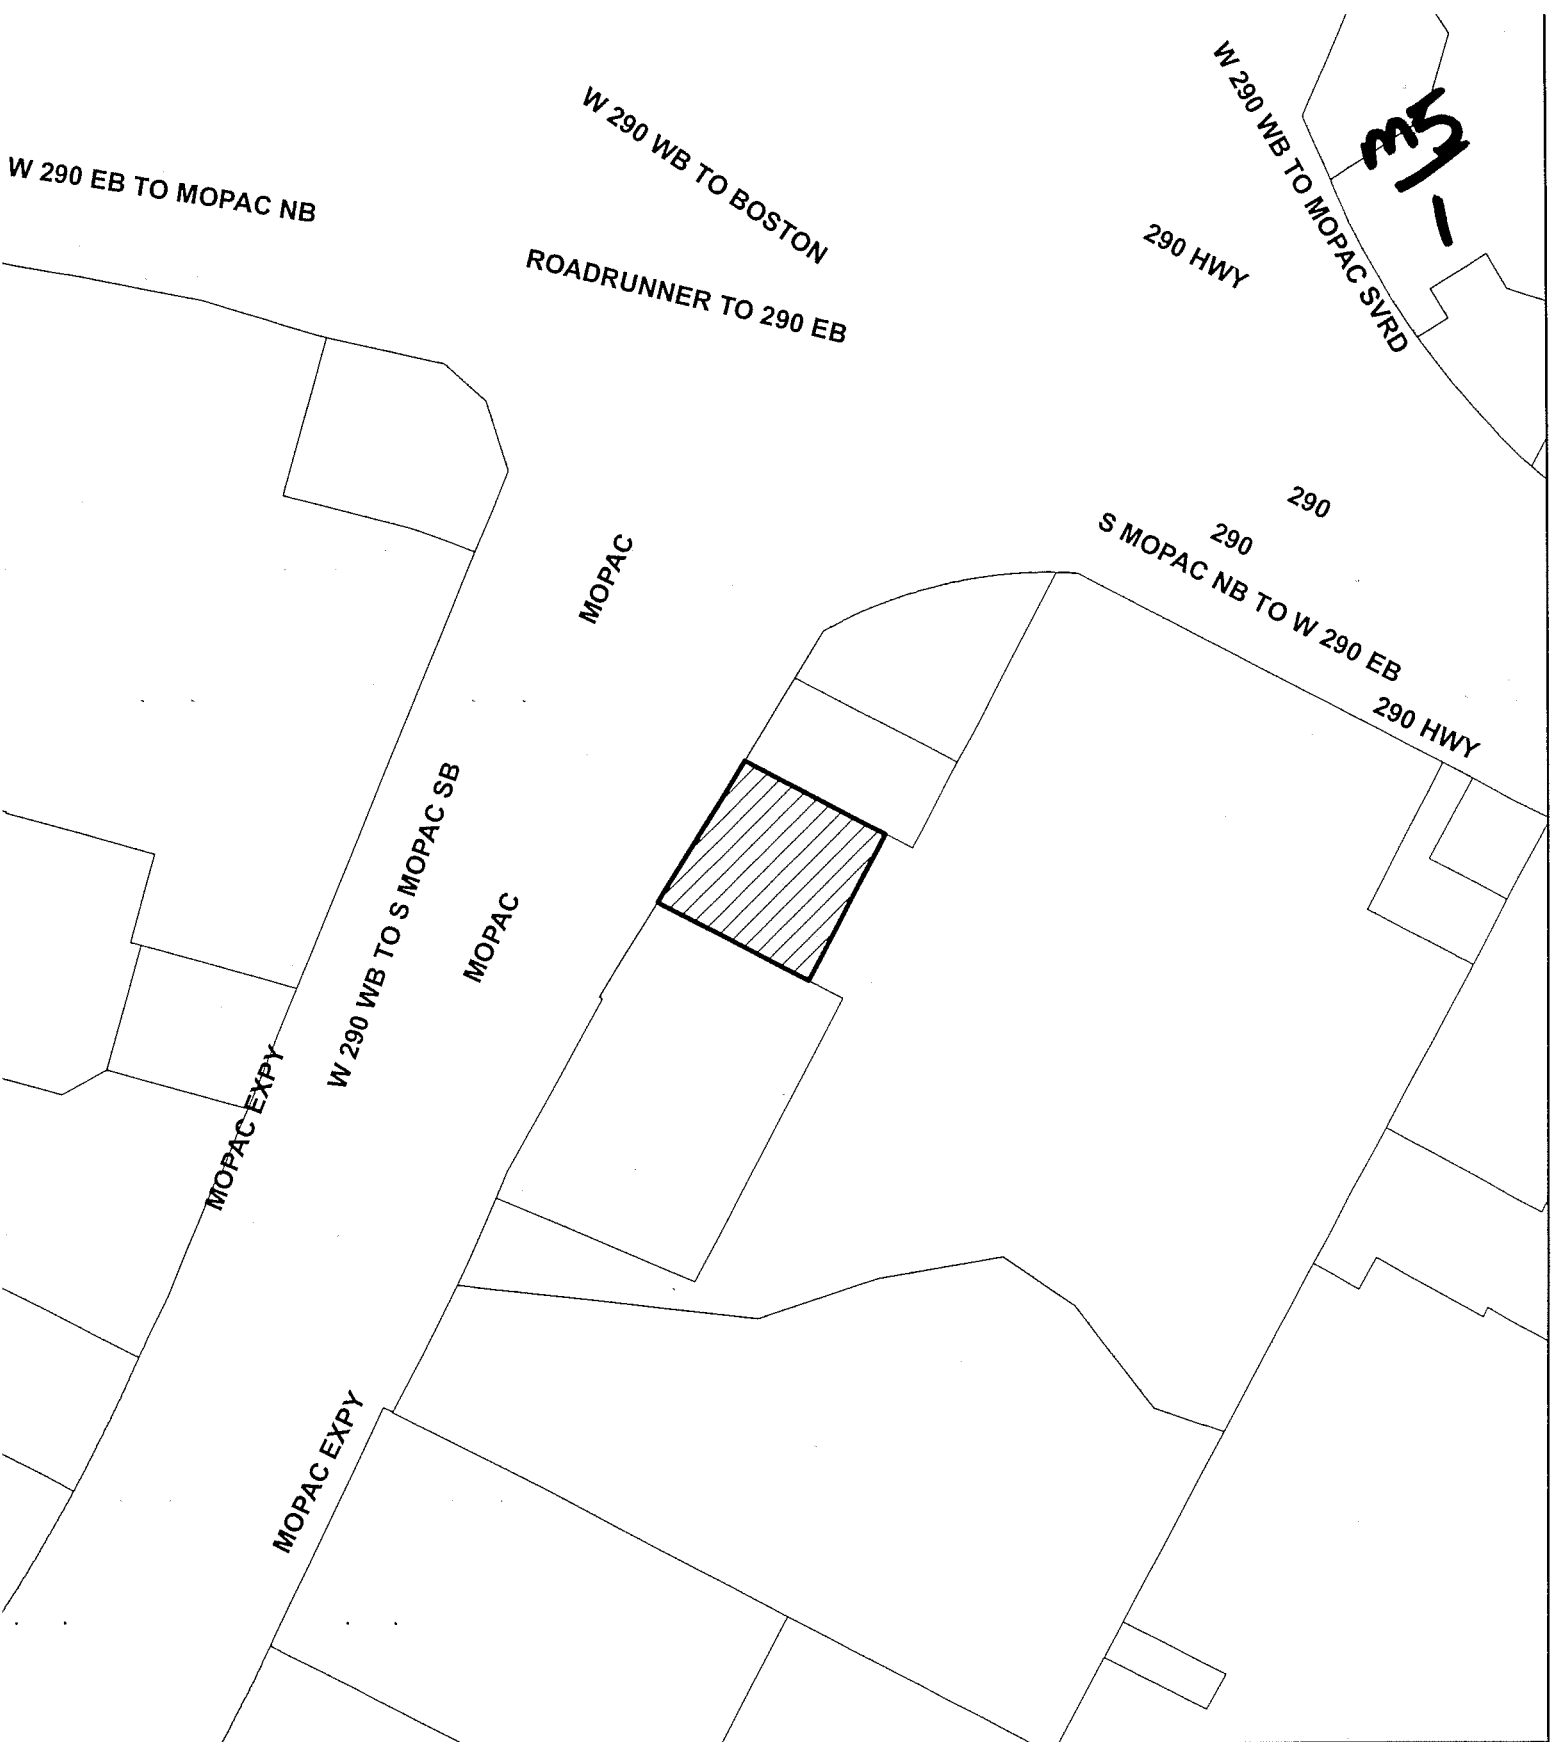 W 290 WB TO MOPAC SVRD
W 290 WB TO BOSTON
W 290 EB TO MOPAC NB
290 HWY
ROADRUNNER TO 290 EB
290
290
S MOPAC NB TO W 290 EB
MOPAC
290 HWY
W 290 WB TO S MOPAC SB
MOPAC
MOPAC EXPY
MOPAC EXPY